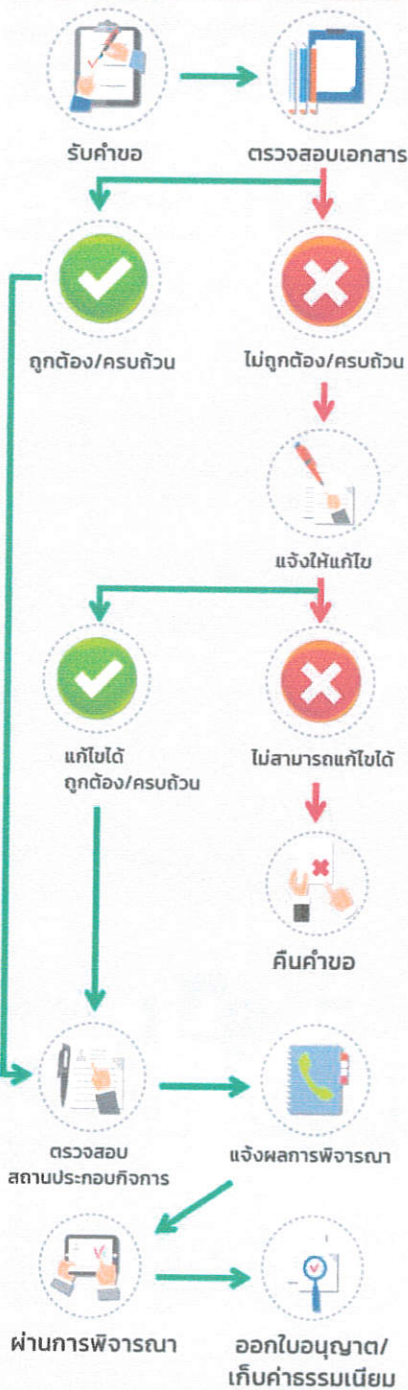 รับคำขอ
ตรวจสอบเอกสาร
ถูกต้อง/ครบถ้วน
ไม่ถูกต้อง/ครบถ้วน
แจ้งให้แก้ไข
แก้ไขได้
ถูกต้อง/ครบถ้วน
ไม่สามารถแก้ไขได้
คืนคำขอ
ตรวจสอบ
สถานประกอบกิจการ
แจ้งผลการพิจารณา
ผ่านการพิจารณา
ออกใบอนุญาต/
เก็บค่าธรรมเนียม